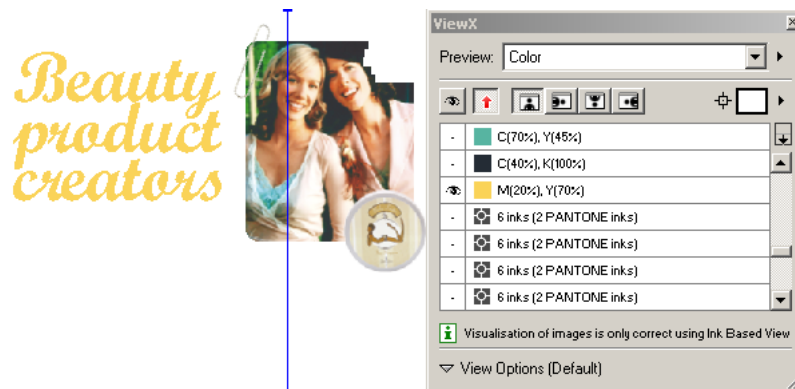 Beauty
product
creators
ViewX
Preview: Color
C(70%), Y(45%)
C(40%), K(100%)
M(20%), Y(70%)
6 inks (2 PANTONE inks)
6 inks (2 PANTONE inks)
6 inks (2 PANTONE inks)
6 inks (2 PANTONE inks)
Visualisation of images is only correct using Ink Based View
View Options (Default)